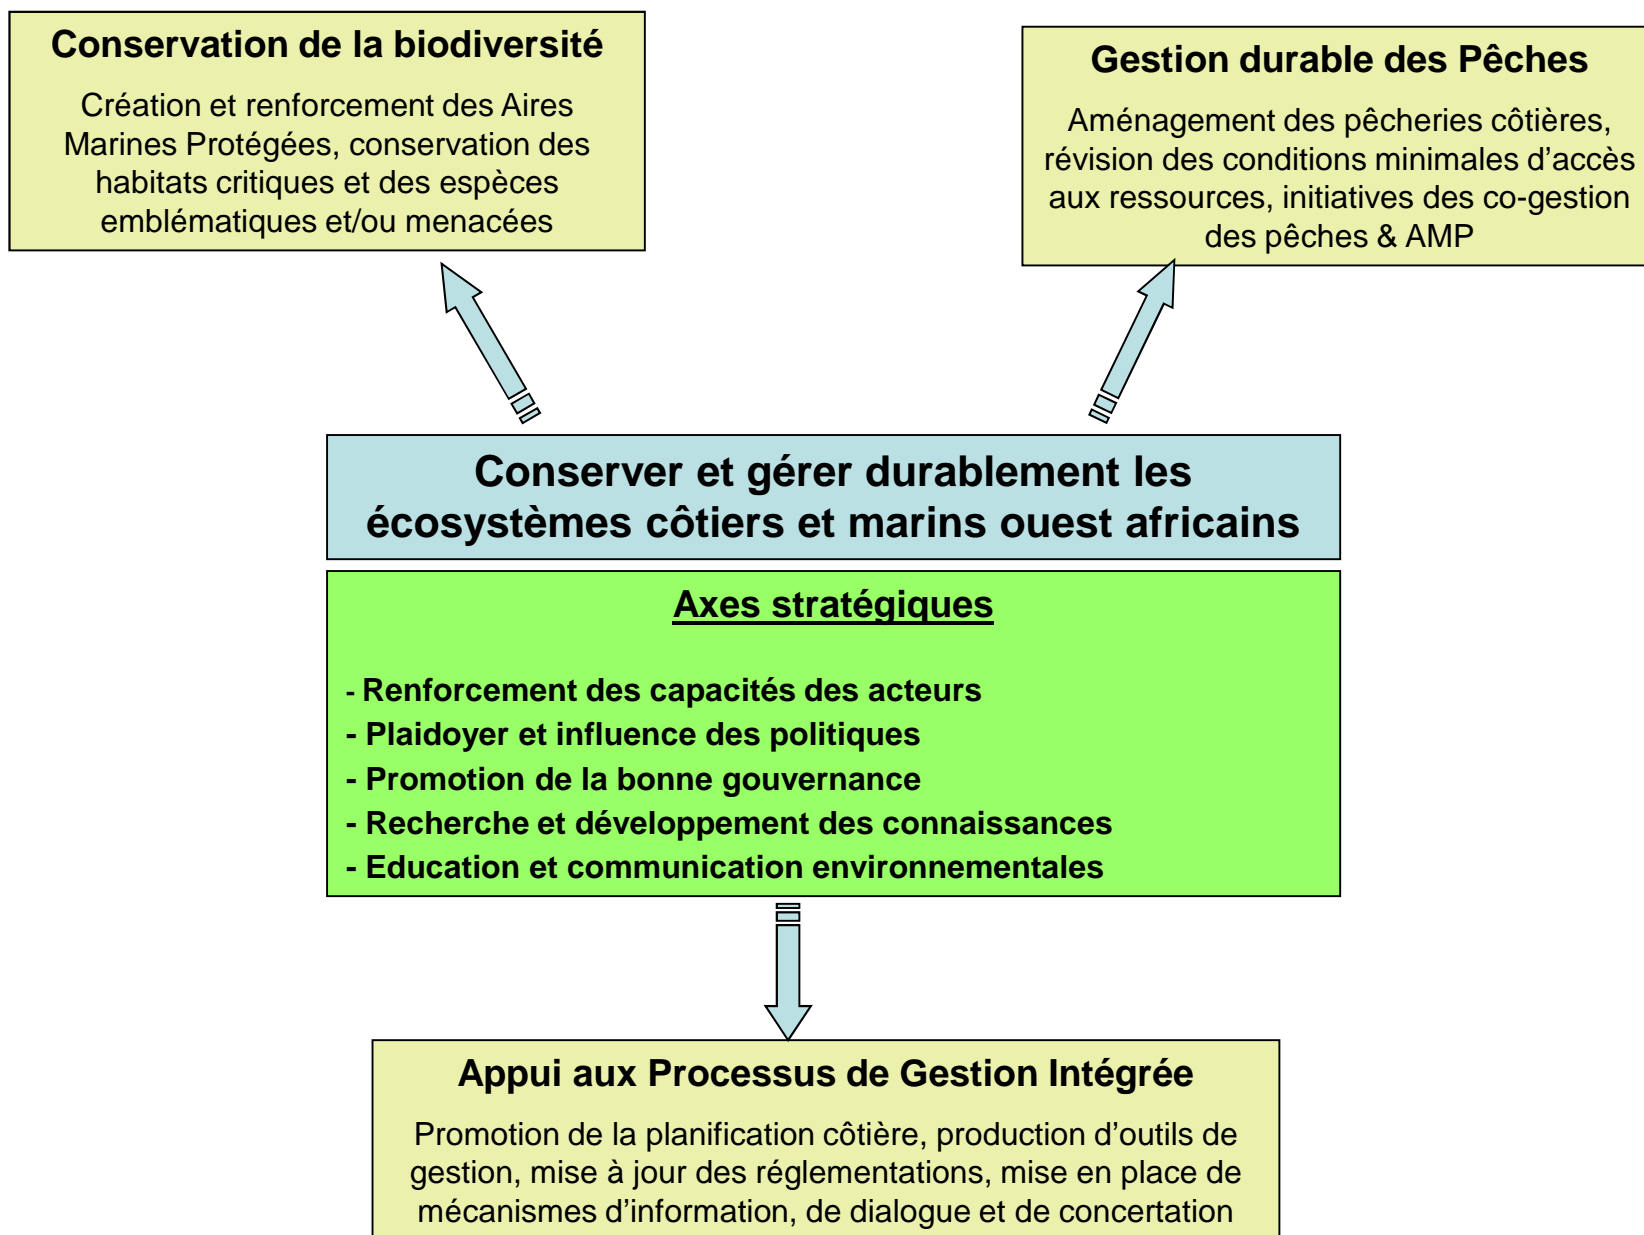 Conservation de la biodiversité
Création et renforcement des Aires
Marines Protégées, conservation des
habitats critiques et des espèces
emblématiques et/ou menacées
Gestion durable des Pêches
Aménagement des pêcheries côtières,
révision des conditions minimales d’accès
aux ressources, initiatives des co-gestion
des pêches & AMP
Conserver et gérer durablement les
écosystèmes côtiers et marins ouest africains
Axes stratégiques
- Renforcement des capacités des acteurs
- Plaidoyer et influence des politiques
- Promotion de la bonne gouvernance
- Recherche et développement des connaissances
- Education et communication environnementales
Appui aux Processus de Gestion Intégrée
Promotion de la planification côtière, production d’outils de
gestion, mise à jour des réglementations, mise en place de
mécanismes d’information, de dialogue et de concertation